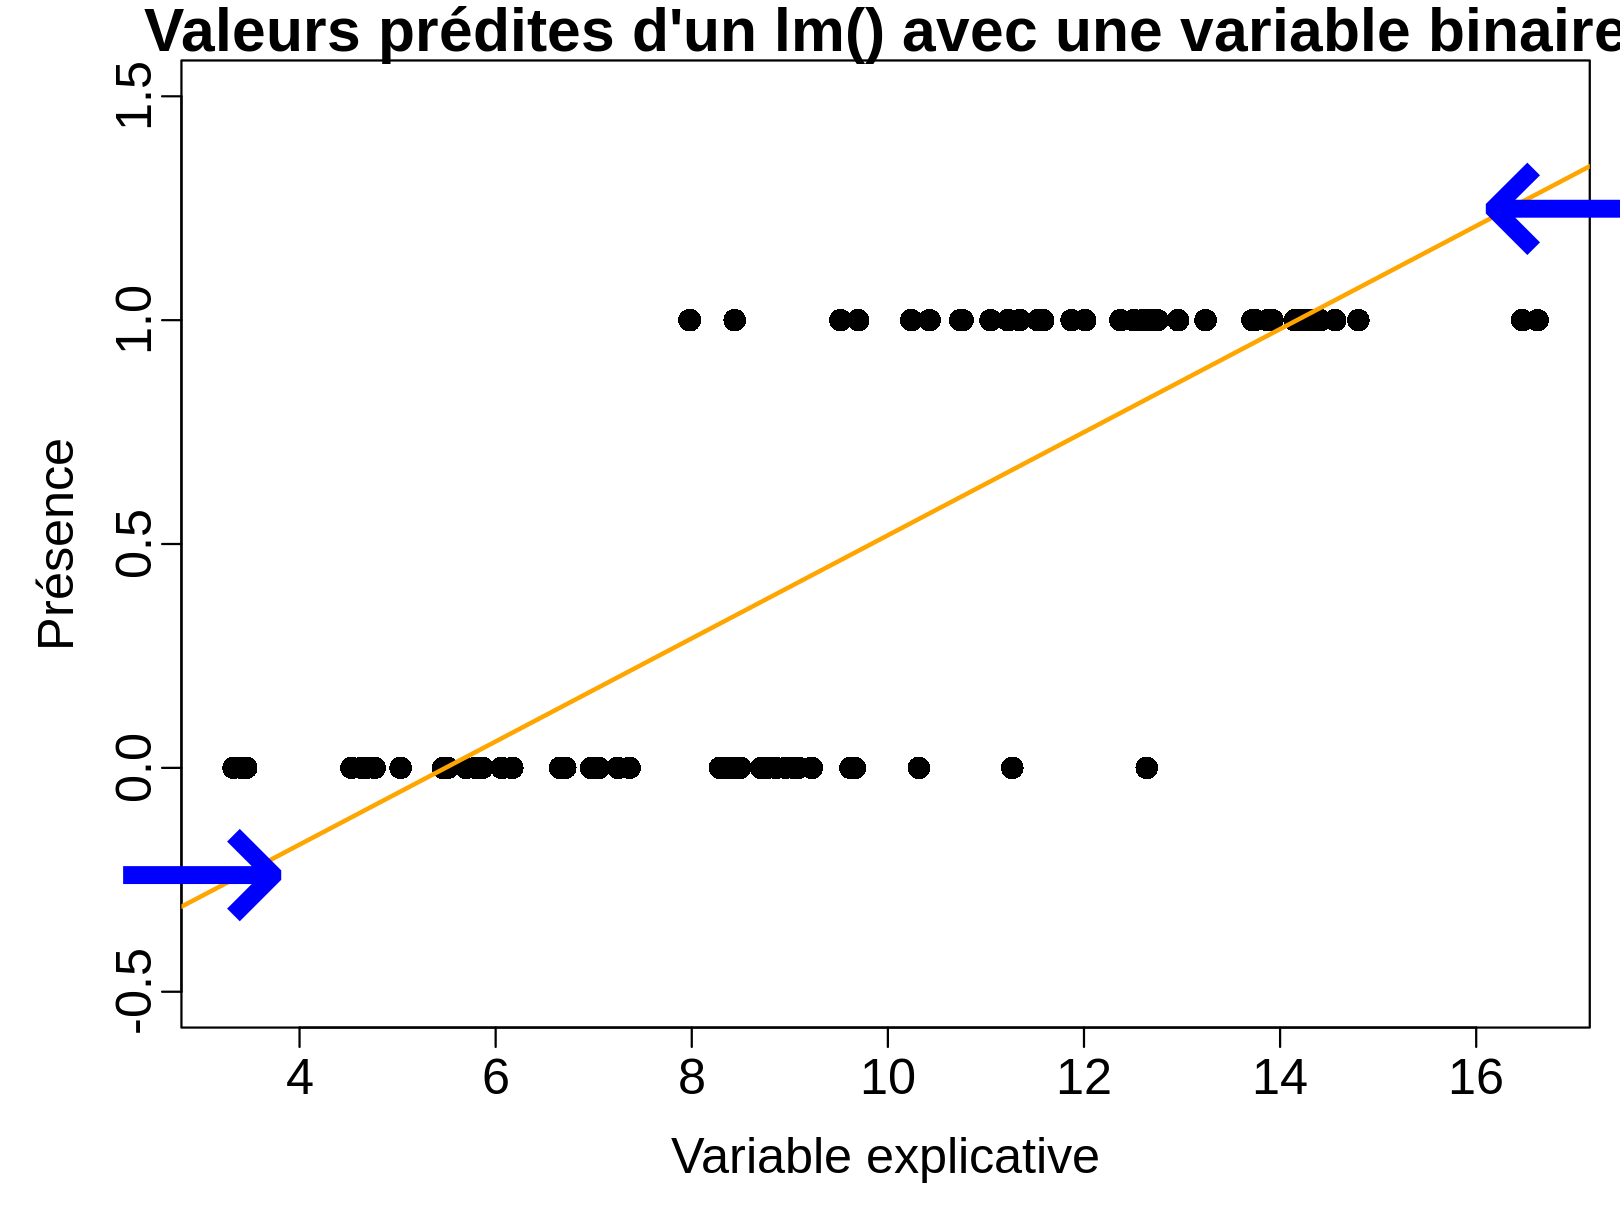 Valeurs prédites d'un lm() avec une variable binaire
1.5
1.0
0.5
0.0
-0.5
Présence
4 6 8 10 12 14 16
Variable explicative